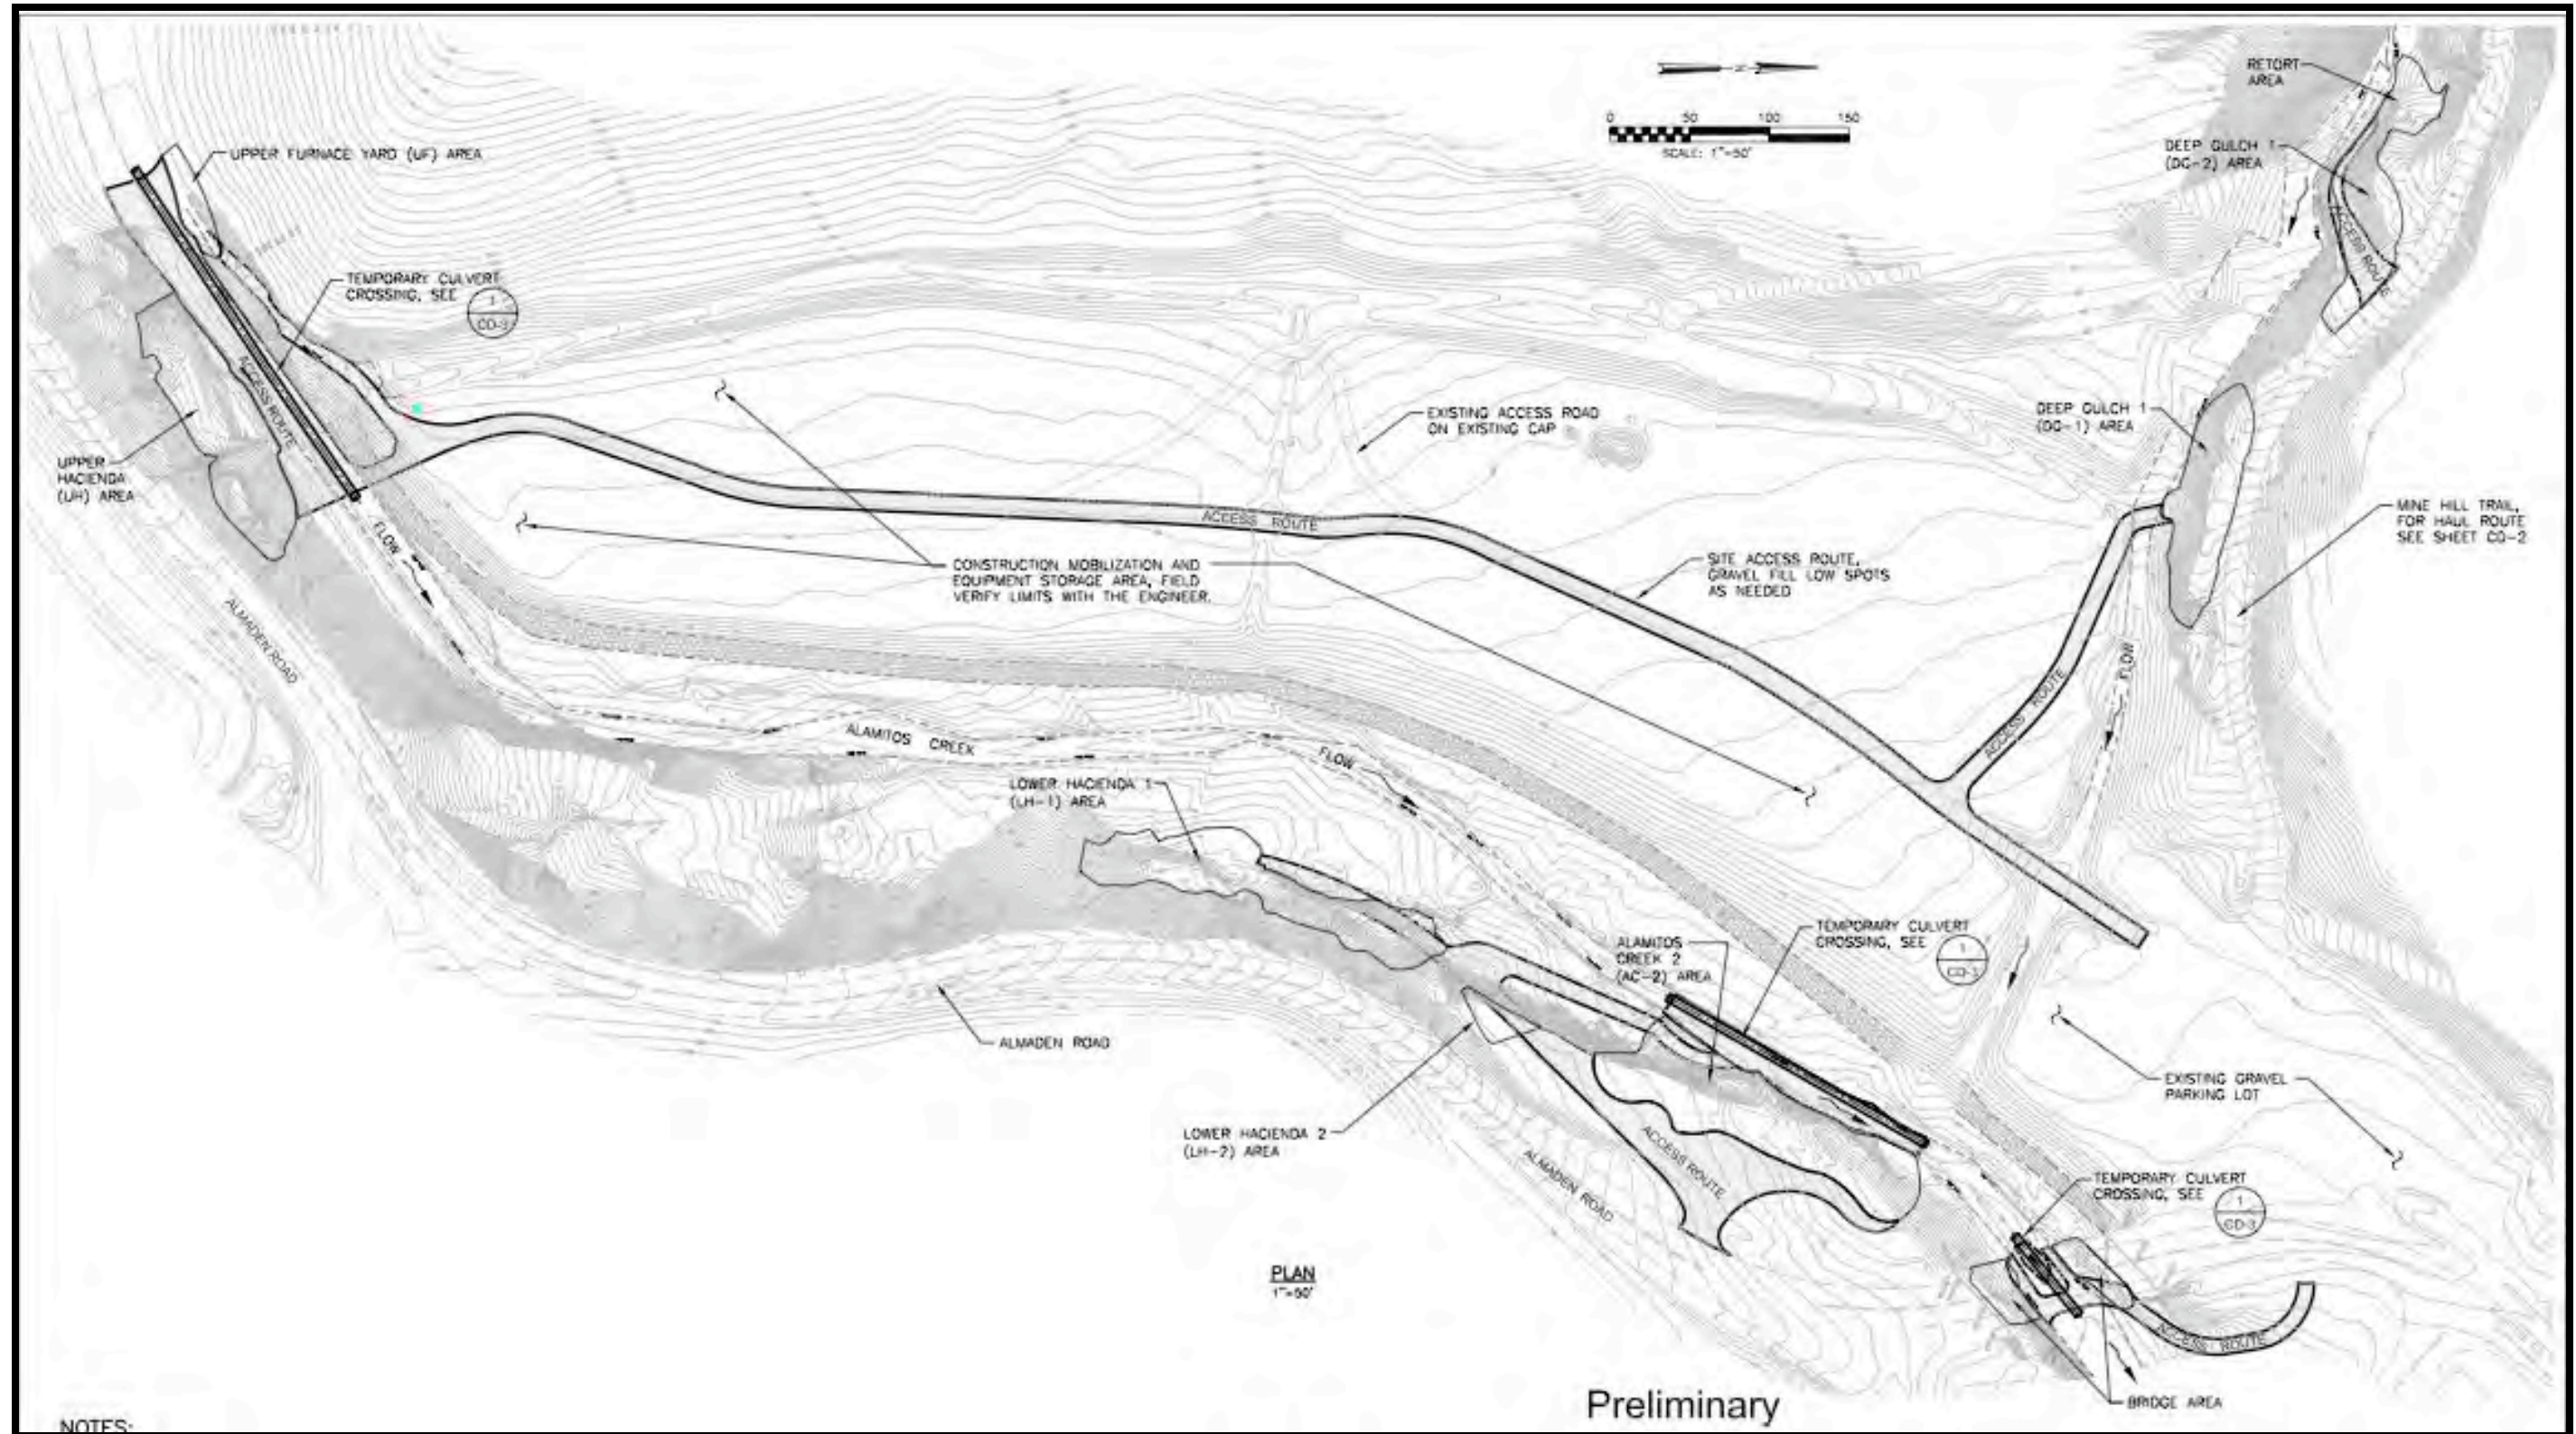 RETORT
AREA
0 50 100 150
SCALE: 1"=50'
UPPER FURNACE YARD (UF) AREA
DEEP GULCH 1
(DG-2) AREA
ACCESS ROUTE
TEMPORARY CULVERT
CROSSING, SEE
1
CD-3
ACCESS ROUTE
UPPER
HACIENDA
(UH) AREA
EXISTING ACCESS ROAD
ON EXISTING CAP
DEEP GULCH 1
(DG-1) AREA
MINE HILL TRAIL,
FOR HAUL ROUTE
SEE SHEET CG-2
ACCESS ROUTE
FLOW
CONSTRUCTION MOBILIZATION AND
EQUIPMENT STORAGE AREA, FIELD
VERIFY LIMITS WITH THE ENGINEER.
SITE ACCESS ROUTE,
GRAVEL FILL LOW SPOTS
AS NEEDED
ALMADEN ROAD
FLOW
ACCESS ROUTE
ALAMITOS CREEK
FLOW
LOWER HACIENDA 1
(LH-1) AREA
ALAMITOS
CREEK 2
(AC-2) AREA
TEMPORARY CULVERT
CROSSING, SEE
1
CD-3
ALMADEN ROAD
EXISTING GRAVEL
PARKING LOT
LOWER HACIENDA 2
(LH-2) AREA
ACCESS ROUTE
ALMADEN ROAD
TEMPORARY CULVERT
CROSSING, SEE
1
CD-3
PLAN
1"=50'
ACCESS ROUTE
BRIDGE AREA
Preliminary
NOTES: